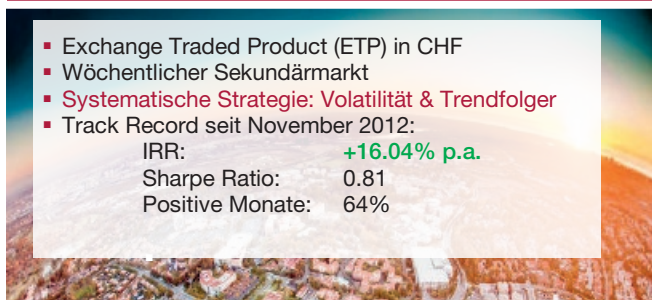 ▪ Exchange Traded Product (ETP) in CHF
▪ Wöchentlicher Sekundärmarkt
▪ Systematische Strategie: Volatilität & Trendfolger
▪ Track Record seit November 2012:
IRR: +16.04% p.a.
Sharpe Ratio: 0.81
Positive Monate: 64%